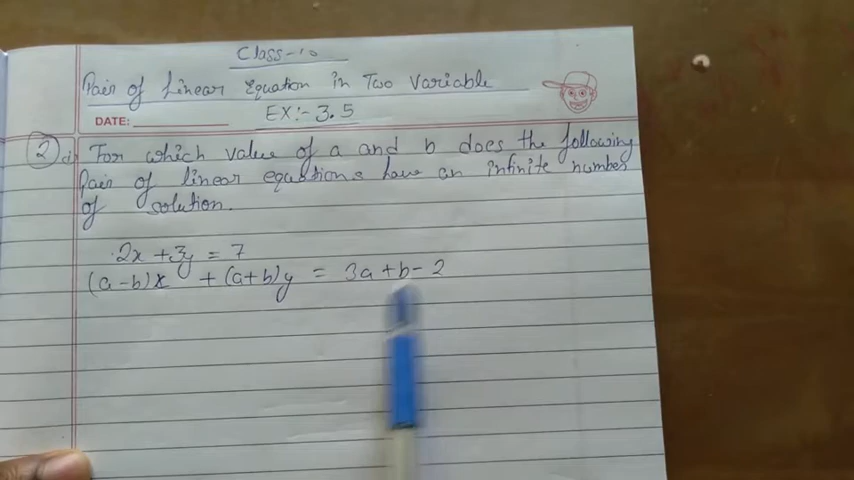 Class-10
Pair of Linear Equation in Two Variable
DATE:
EX:- 3.5
2 i) For which value of a and b does the following
Pair of linear equations have an infinite number
of solution.
2x + 3y = 7
(a-b)x + (a+b)y = 3a+b-2